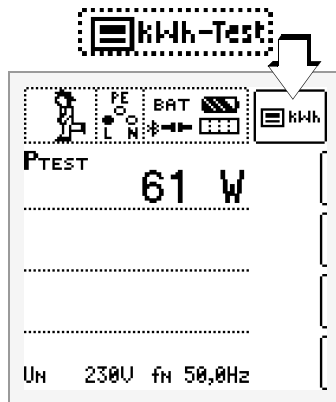 kWh-Test
PE
L N
BAT
kWh
PTEST
61 W
UN 230V fN 50,0Hz